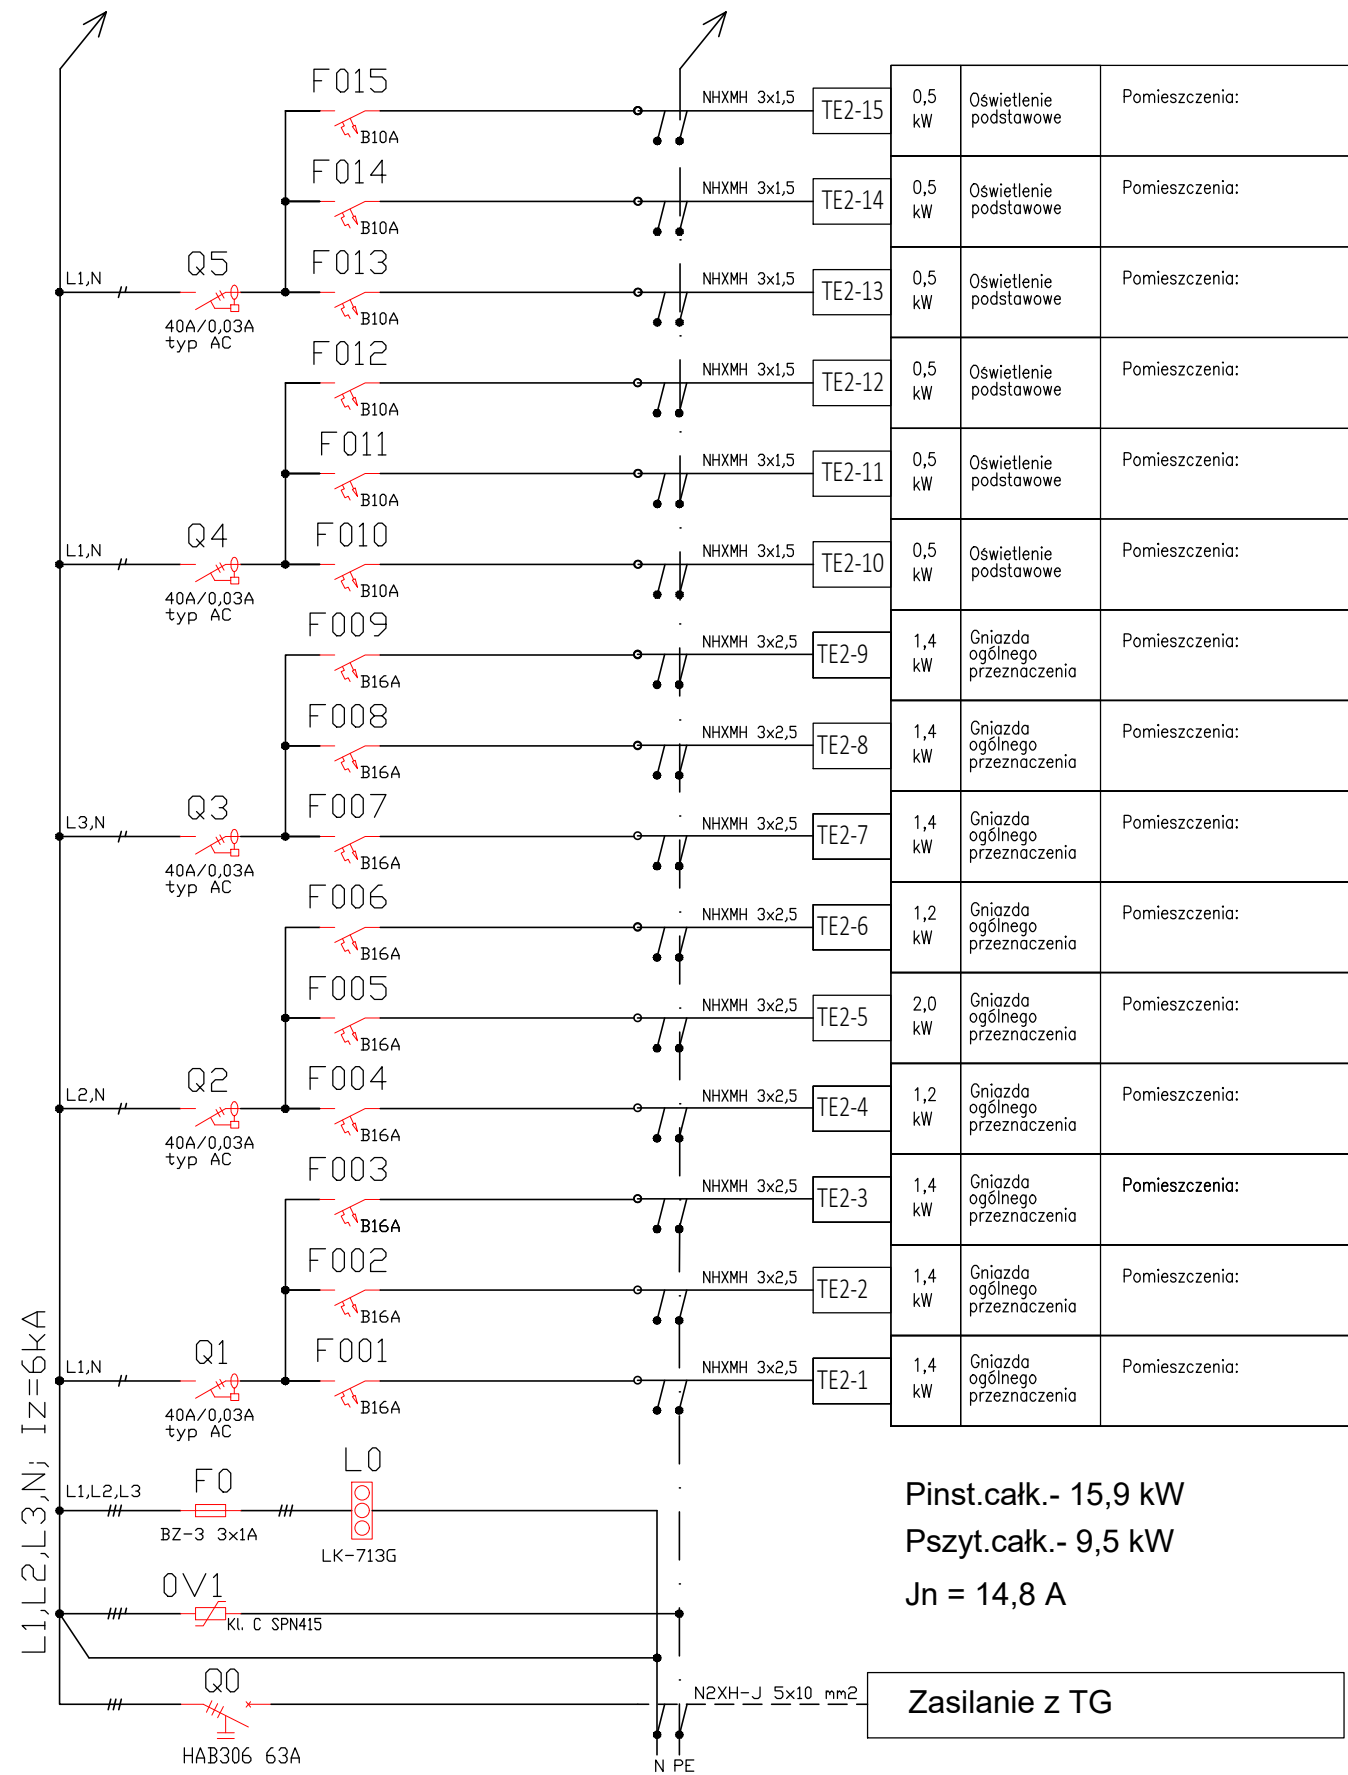 F015
B10A
NHXMH 3x1,5
TE2-15
0,5
kW
Oświetlenie
podstawowe
Pomieszczenia:
F014
B10A
NHXMH 3x1,5
TE2-14
0,5
kW
Oświetlenie
podstawowe
Pomieszczenia:
L1,N
Q5
40A/0,03A
typ AC
F013
B10A
NHXMH 3x1,5
TE2-13
0,5
kW
Oświetlenie
podstawowe
Pomieszczenia:
F012
B10A
NHXMH 3x1,5
TE2-12
0,5
kW
Oświetlenie
podstawowe
Pomieszczenia:
F011
B10A
NHXMH 3x1,5
TE2-11
0,5
kW
Oświetlenie
podstawowe
Pomieszczenia:
L1,N
Q4
40A/0,03A
typ AC
F010
B10A
NHXMH 3x1,5
TE2-10
0,5
kW
Oświetlenie
podstawowe
Pomieszczenia:
F009
B16A
NHXMH 3x2,5
TE2-9
1,4
kW
Gniazda
ogólnego
przeznaczenia
Pomieszczenia:
F008
B16A
NHXMH 3x2,5
TE2-8
1,4
kW
Gniazda
ogólnego
przeznaczenia
Pomieszczenia:
L3,N
Q3
40A/0,03A
typ AC
F007
B16A
NHXMH 3x2,5
TE2-7
1,4
kW
Gniazda
ogólnego
przeznaczenia
Pomieszczenia:
F006
B16A
NHXMH 3x2,5
TE2-6
1,2
kW
Gniazda
ogólnego
przeznaczenia
Pomieszczenia:
F005
B16A
NHXMH 3x2,5
TE2-5
2,0
kW
Gniazda
ogólnego
przeznaczenia
Pomieszczenia:
L2,N
Q2
40A/0,03A
typ AC
F004
B16A
NHXMH 3x2,5
TE2-4
1,2
kW
Gniazda
ogólnego
przeznaczenia
Pomieszczenia:
F003
B16A
NHXMH 3x2,5
TE2-3
1,4
kW
Gniazda
ogólnego
przeznaczenia
Pomieszczenia:
F002
B16A
NHXMH 3x2,5
TE2-2
1,4
kW
Gniazda
ogólnego
przeznaczenia
Pomieszczenia:
L1,N
Q1
40A/0,03A
typ AC
F001
B16A
NHXMH 3x2,5
TE2-1
1,4
kW
Gniazda
ogólnego
przeznaczenia
Pomieszczenia:
L1,L2,L3,N; Iz=6kA
L1,L2,L3
F0
BZ-3 3x1A
L0
LK-713G
Pinst.całk.- 15,9 kW
Pszyt.całk.- 9,5 kW
Jn = 14,8 A
OV1
Kl. C SPN415
Q0
HAB306 63A
N2XH-J 5x10 mm2
Zasilanie z TG
N PE